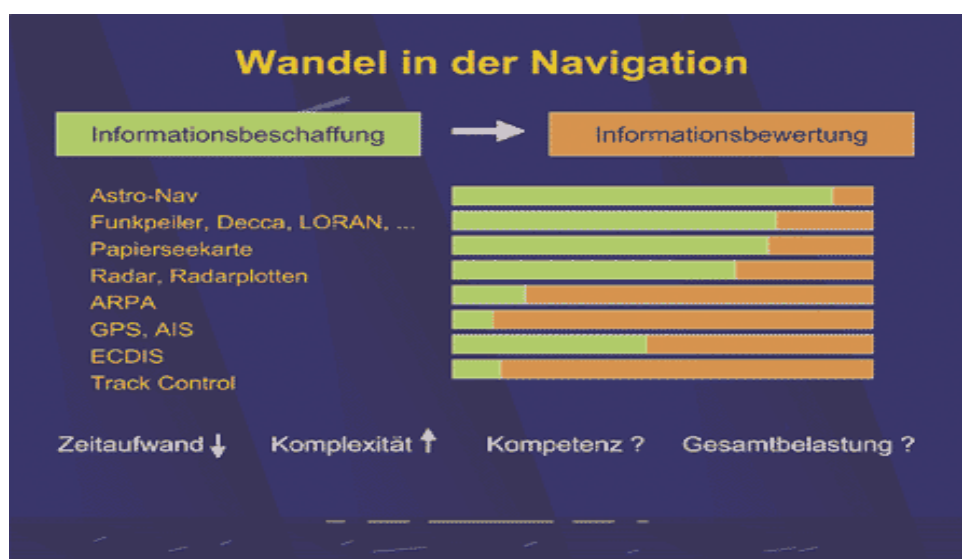 Wandel in der Navigation
Informationsbeschaffung
Informationsbewertung
Astro-Nav
Funkpeiler, Decca, LORAN, ...
Papierseekarte
Radar, Radarplotten
ARPA
GPS, AIS
ECDIS
Track Control
Zeitaufwand ↓ Komplexität ↑ Kompetenz ? Gesamtbelastung ?